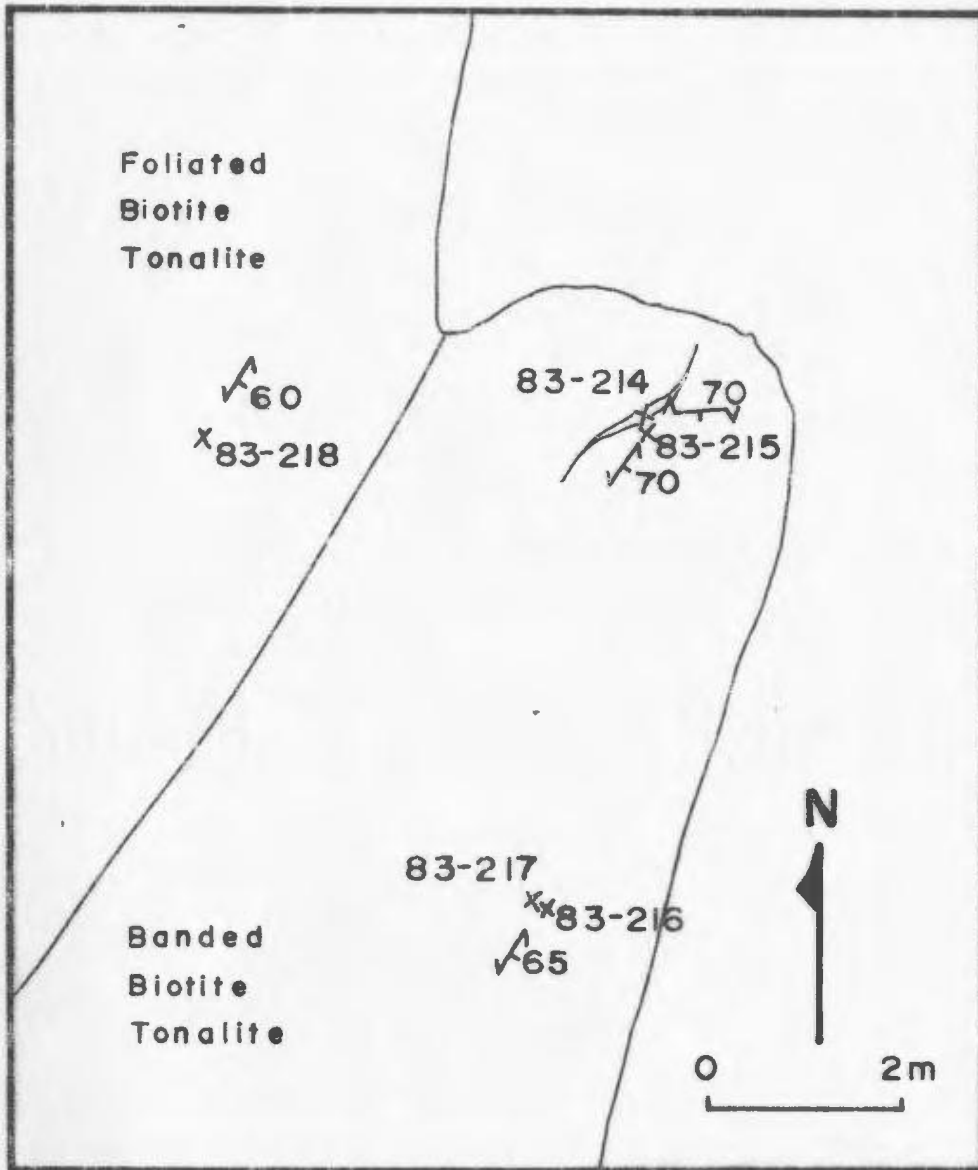 Foliated
Biotite
Tonalite
60
83-218
83-214
70
83-215
70
83-217
83-216
65
Banded
Biotite
Tonalite
N
0 2m